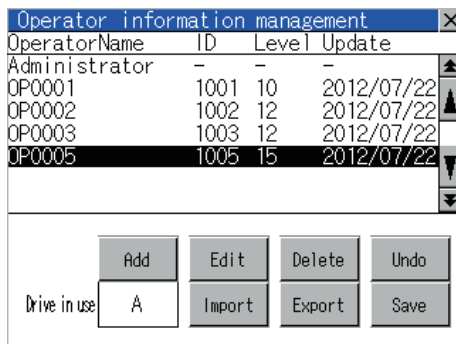 Operator information management
OperatorName ID Level Update
Administrator - - -
OP0001 1001 10 2012/07/22
OP0002 1002 12 2012/07/22
OP0003 1003 12 2012/07/22
OP0005 1005 15 2012/07/22
Add Edit Delete Undo
Drive in use A Import Export Save